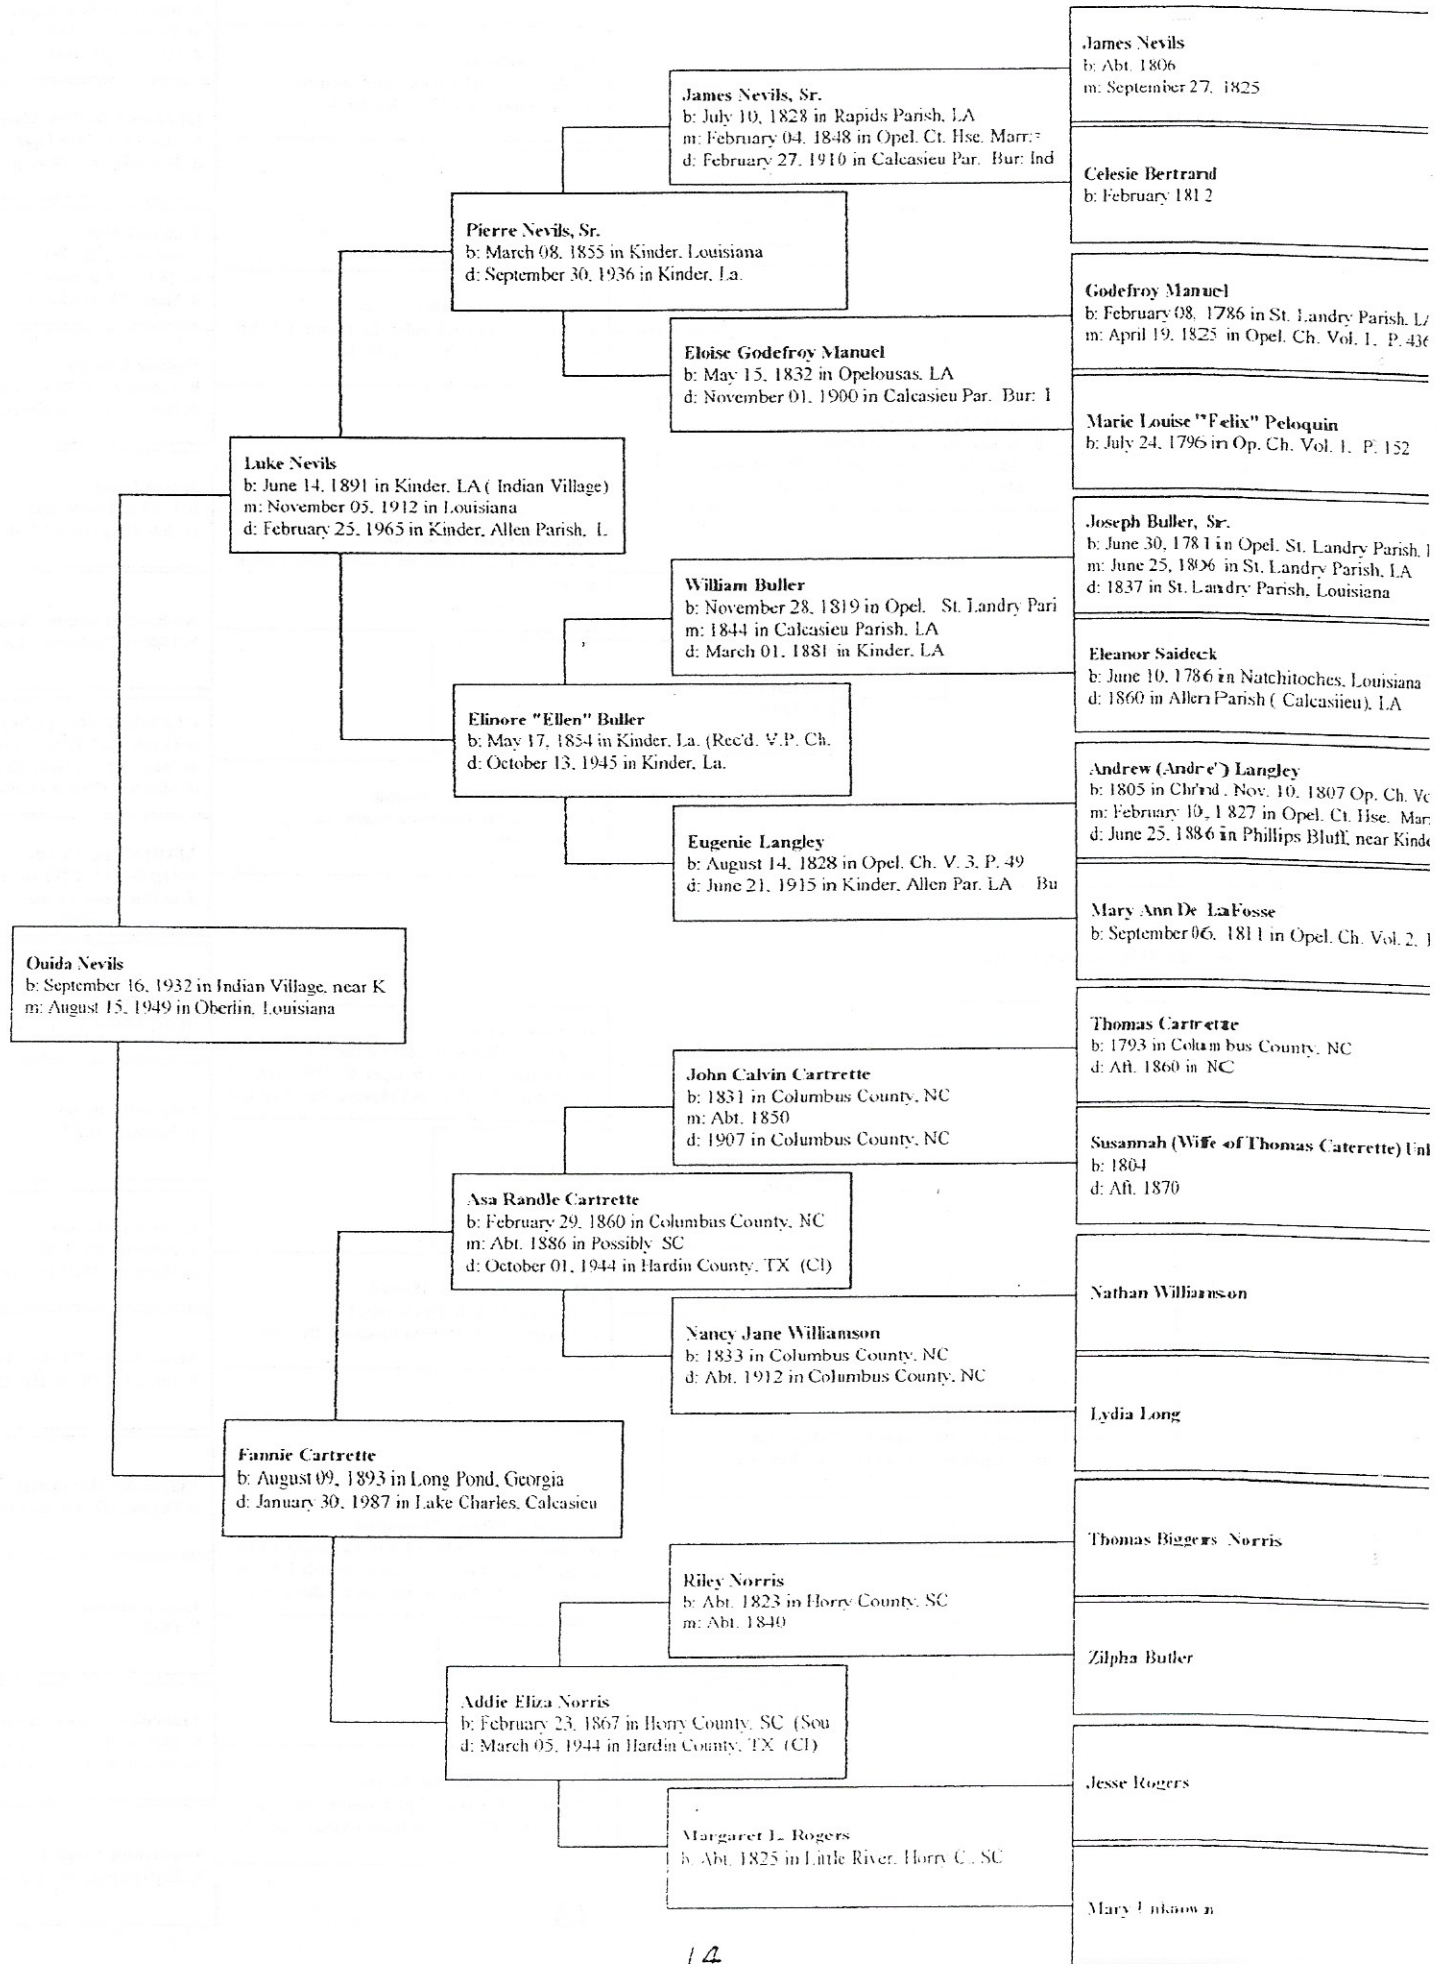 James Nevils
b: Abt. 1806
m: September 27, 1825
James Nevils, Sr.
b: July 10, 1828 in Rapids Parish, LA
m: February 04, 1848 in Opel. Ct. Hse. Marr.
d: February 27, 1910 in Calcasieu Par. Bur: Ind
Celesie Bertrand
b: February 1812
Pierre Nevils, Sr.
b: March 08, 1855 in Kinder, Louisiana
d: September 30, 1936 in Kinder, La.
Godefroy Manuel
b: February 08, 1786 in St. Landry Parish, LA
m: April 19, 1825 in Opel. Ch. Vol. 1, P. 436
Eloise Godefroy Manuel
b: May 15, 1832 in Opelousas, LA
d: November 01, 1900 in Calcasieu Par. Bur: I
Marie Louise ""Felix" Peloquin
b: July 24, 1796 in Op. Ch. Vol. 1, P. 152
Luke Nevils
b: June 14, 1891 in Kinder, LA ( Indian Village)
m: November 05, 1912 in Louisiana
d: February 25, 1965 in Kinder, Allen Parish, L
Joseph Buller, Sr.
b: June 30, 1781 in Opel. St. Landry Parish, 
m: June 25, 1806 in St. Landry Parish, LA
d: 1837 in St. Landry Parish, Louisiana
William Buller
b: November 28, 1819 in Opel. St. Landry Pari
m: 1844 in Calcasieu Parish, LA
d: March 01, 1881 in Kinder, LA
Eleanor Saideck
b: June 10, 1786 in Natchitoches, Louisiana
d: 1860 in Allen Parish ( Calcasiieu), LA
Elinore "Ellen" Buller
b: May 17, 1854 in Kinder, La. (Rec'd. V.P. Ch.
d: October 13, 1945 in Kinder, La.
Andrew (Andre') Langley
b: 1805 in Chr'nd . Nov. 10, 1807 Op. Ch. Vo
m: February 10, 1827 in Opel. Ct. Hse. Mar
d: June 25, 1886 in Phillips Bluff, near Kinde
Eugenie Langley
b: August 14, 1828 in Opel. Ch. V. 3, P. 49
d: June 21, 1915 in Kinder, Allen Par. LA Bu
Mary Ann De LaFosse
b: September 06, 1811 in Opel. Ch. Vol. 2,
Ouida Nevils
b: September 16, 1932 in Indian Village, near K
m: August 15, 1949 in Oberlin, Louisiana
Thomas Cartrette
b: 1793 in Columbus County, NC
d: Aft. 1860 in NC
John Calvin Cartrette
b: 1831 in Columbus County, NC
m: Abt. 1850
d: 1907 in Columbus County, NC
Susannah (Wiffe of Thomas Caterette) Unk
b: 1804
d: Aft. 1870
Asa Randle Cartrette
b: February 29, 1860 in Columbus County, NC
m: Abt. 1886 in Possibly SC
d: October 01, 1944 in Hardin County, TX (CI)
Nathan Williamson
Nancy Jane Williamson
b: 1833 in Columbus County, NC
d: Abt. 1912 in Columbus County, NC
Lydia Long
Fannie Cartrette
b: August 09, 1893 in Long Pond, Georgia
d: January 30, 1987 in Lake Charles, Calcasieu
Thomas Biggers Norris
Riley Norris
b: Abt. 1823 in Horry County, SC
m: Abt. 1840
Zilpha Butler
Addie Eliza Norris
b: February 23, 1867 in Horry County, SC (Sou
d: March 05, 1944 in Hardin County, TX (CI)
Jesse Rogers
Margaret L. Rogers
b: Abt. 1825 in Little River, Horry C., SC
Mary Unknown
14